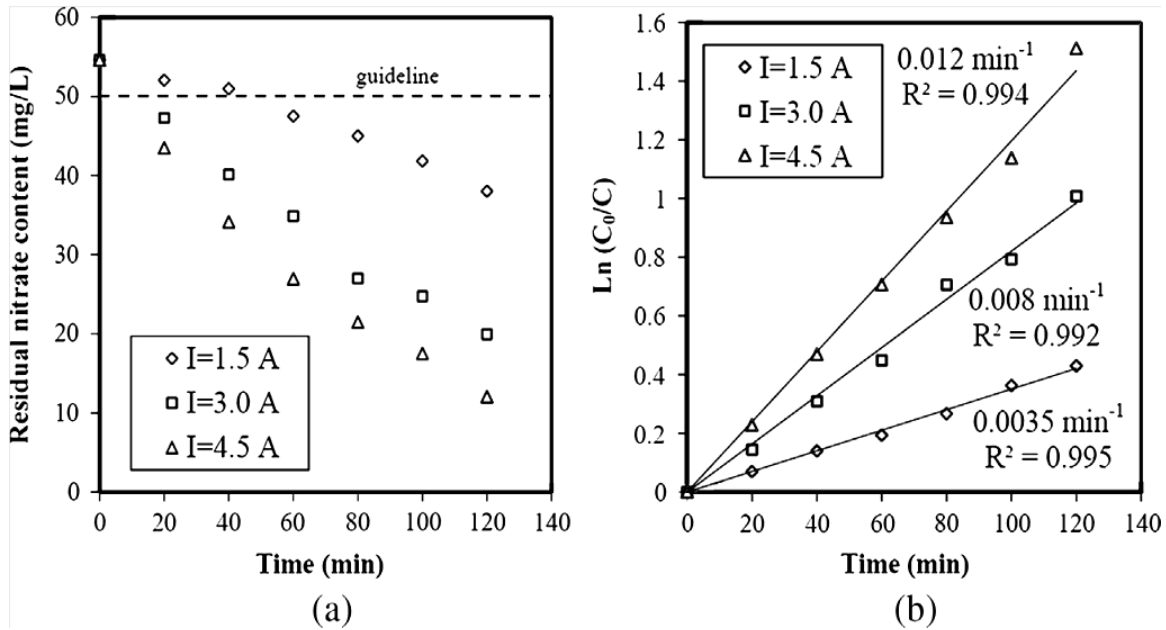 60
50
40
30
20
10
0
Residual nitrate content (mg/L)
guideline
I=1.5 A
I=3.0 A
I=4.5 A
0 20 40 60 80 100 120 140
Time (min)
(a)
1.6
1.4
1.2
1
0.8
0.6
0.4
0.2
0
Ln (C₀/C)
I=1.5 A
I=3.0 A
I=4.5 A
0.012 min⁻¹
R² = 0.994
0.008 min⁻¹
R² = 0.992
0.0035 min⁻¹
R² = 0.995
0 20 40 60 80 100 120 140
Time (min)
(b)